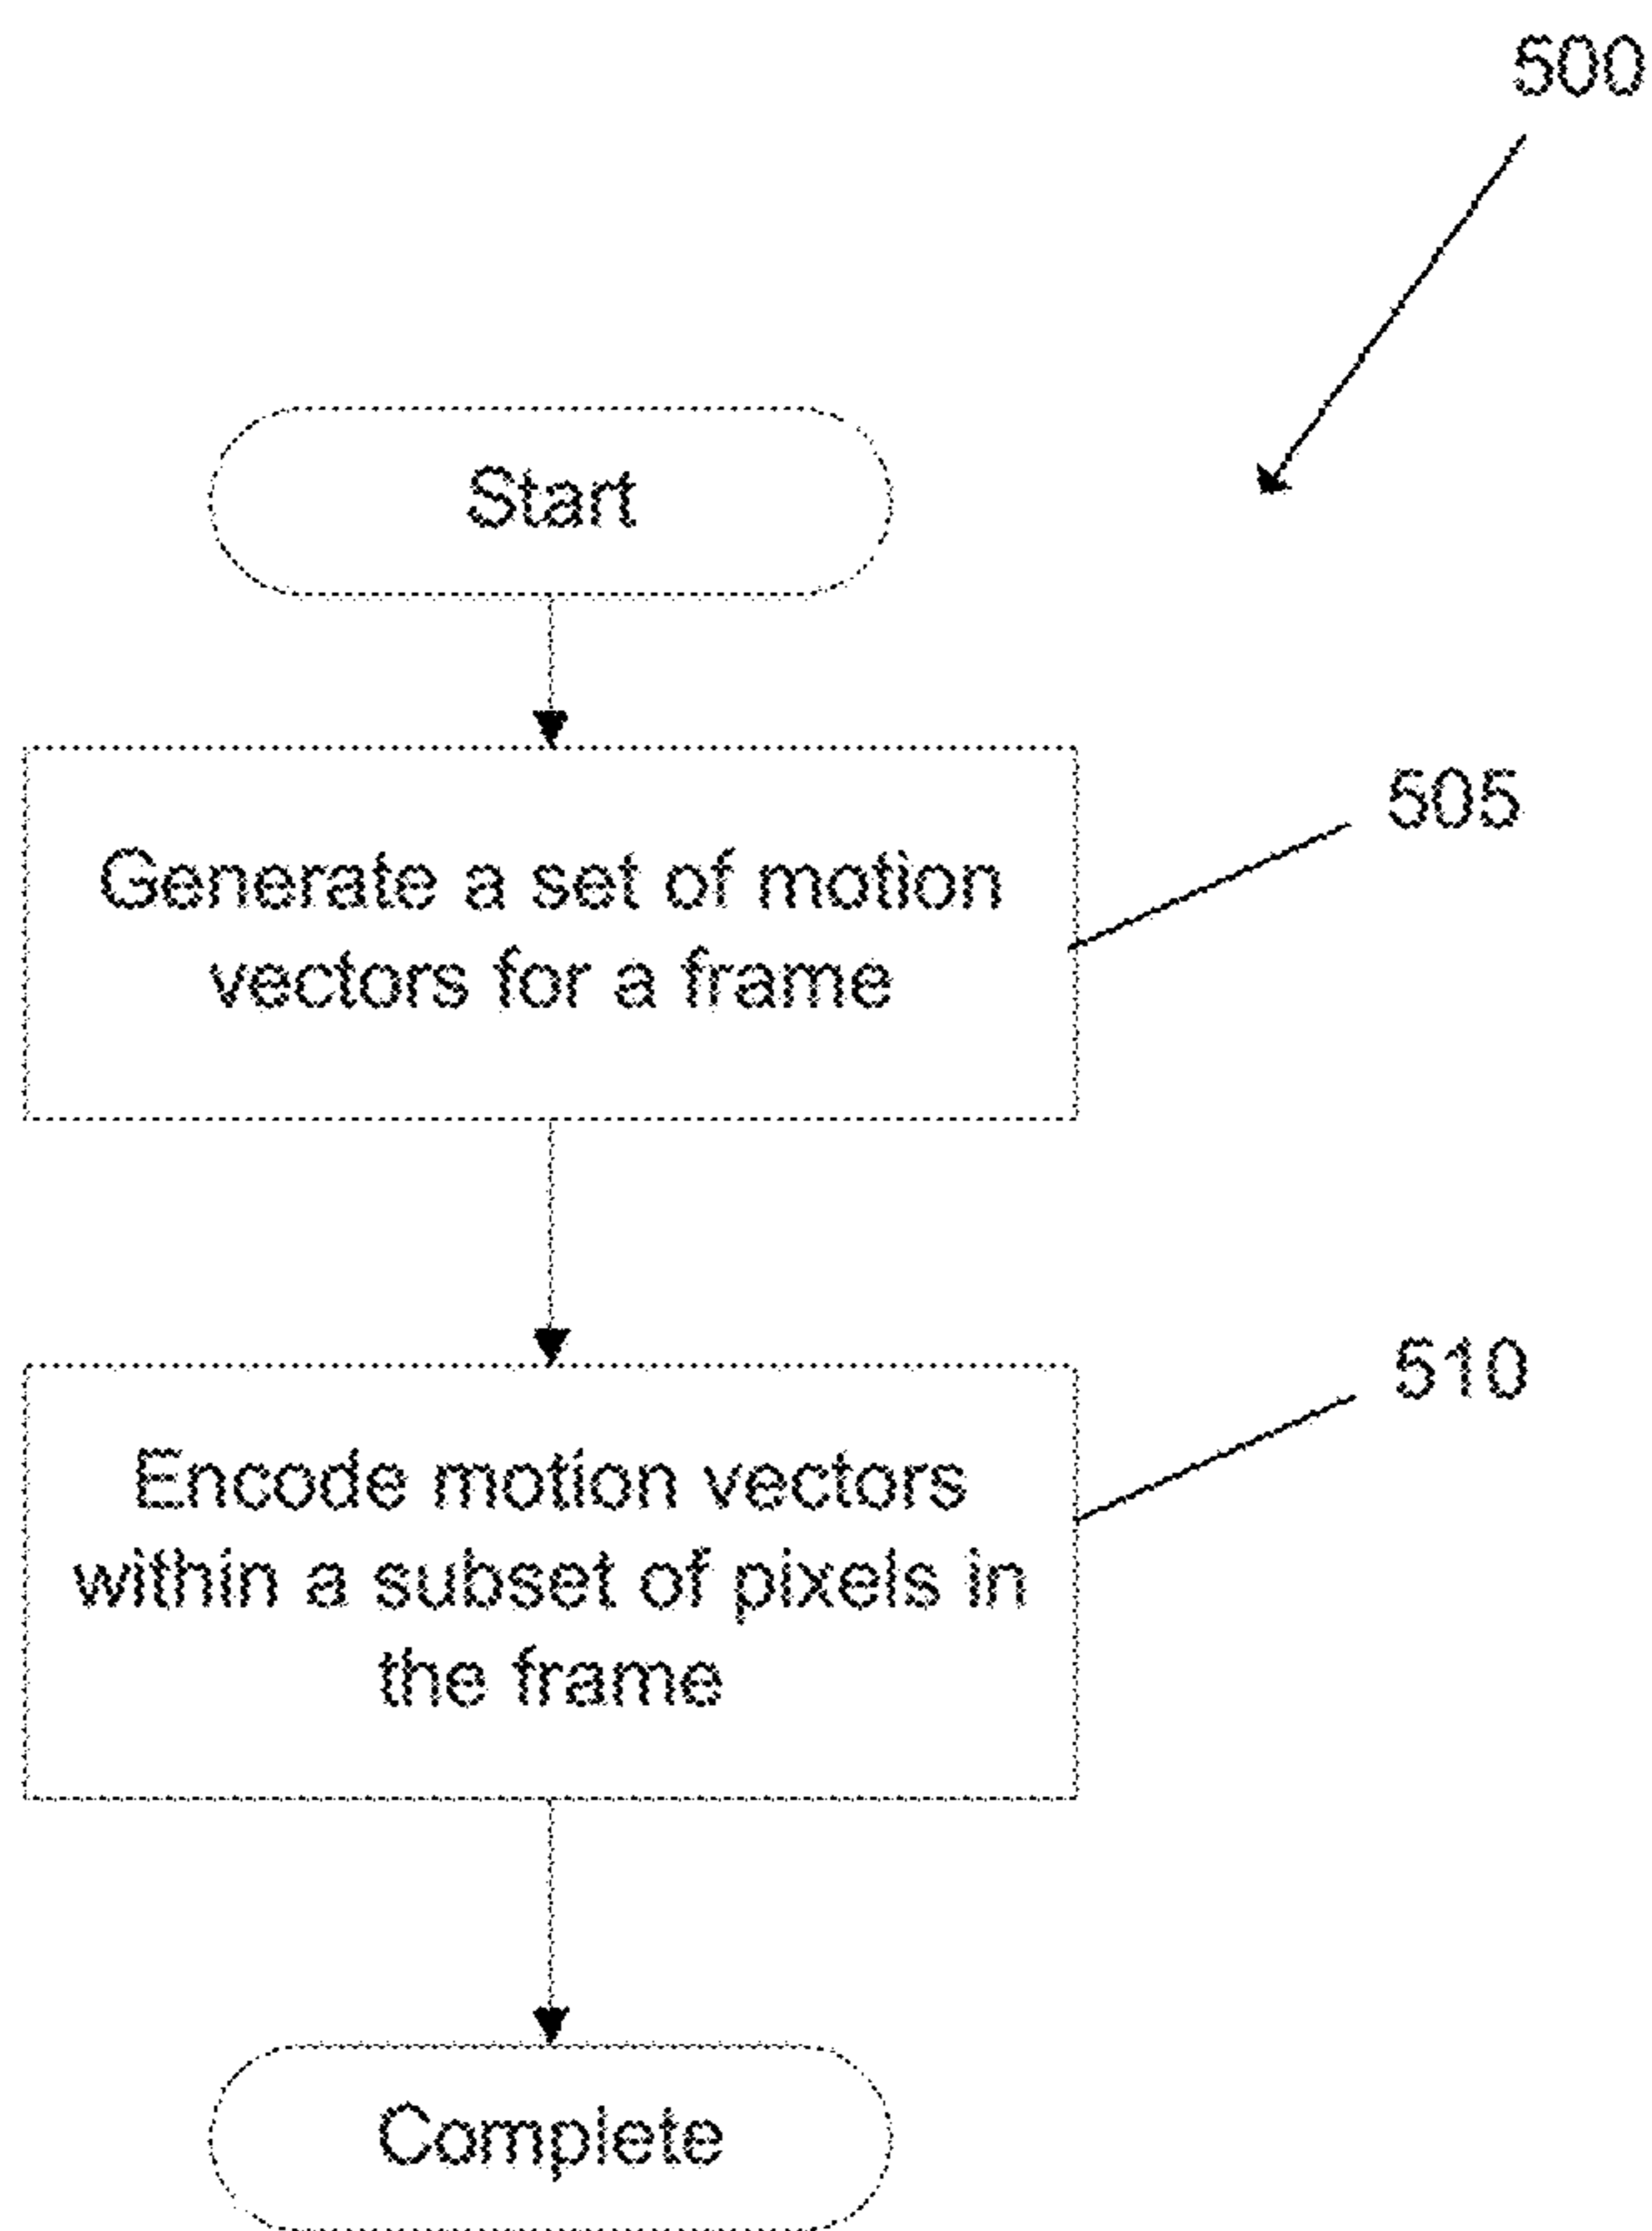 500
Start
505
Generate a set of motion
vectors for a frame
510
Encode motion vectors
within a subset of pixels in
the frame
Complete